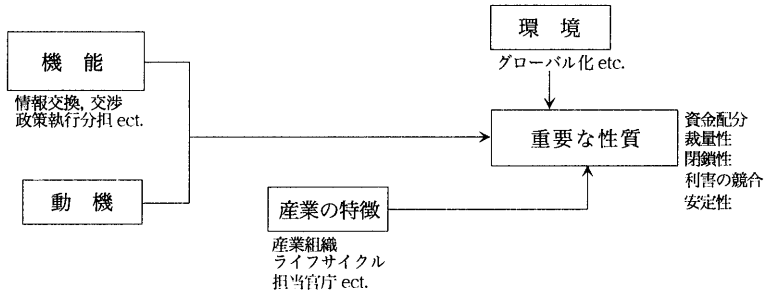 環 境
グローバル化 etc.
機 能
情報交換, 交渉
政策執行分担 ect.
重要な性質
資金配分
裁量性
閉鎖性
利害の競合
安定性
動 機
産業の特徴
産業組織
ライフサイクル
担当官庁 ect.